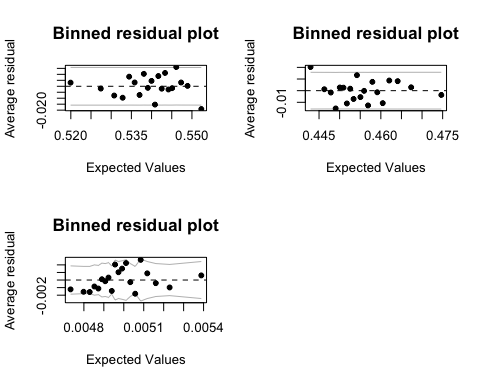 Binned residual plot
Average residual
-0.020
0.520 0.535 0.550
Expected Values
Binned residual plot
Average residual
-0.01
0.445 0.460 0.475
Expected Values
Binned residual plot
Average residual
-0.002
0.0048 0.0051 0.0054
Expected Values